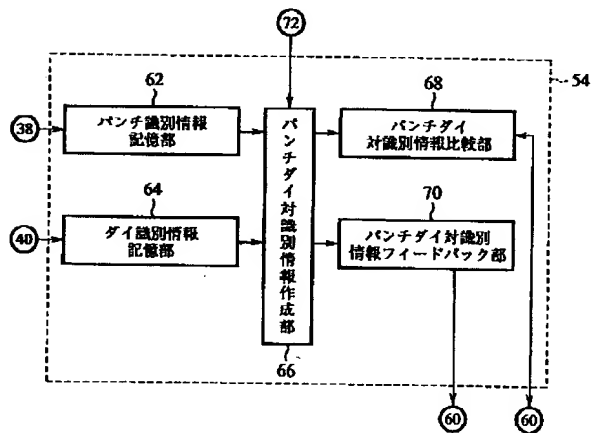 72
54
62
68
38
パンチ識別情報
記憶部
パンチダイ
対識別情報比較部
パンチダイ対識別情報作成部
64
70
40
ダイ識別情報
記憶部
パンチダイ対識別
情報フィードバック部
66
60
60